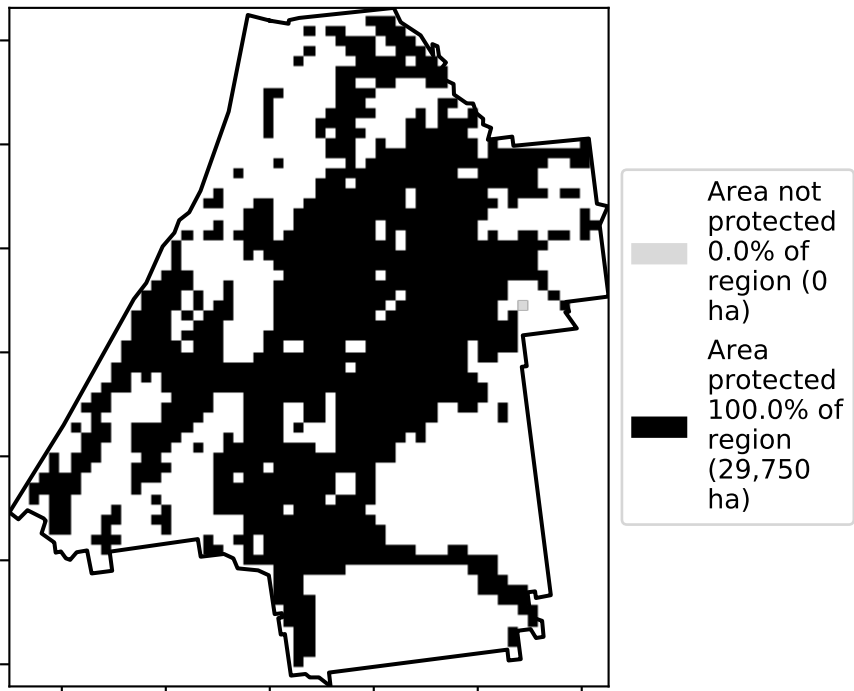 Area not
protected
0.0% of
region (0
ha)
Area
protected
100.0% of
region
(29,750
ha)